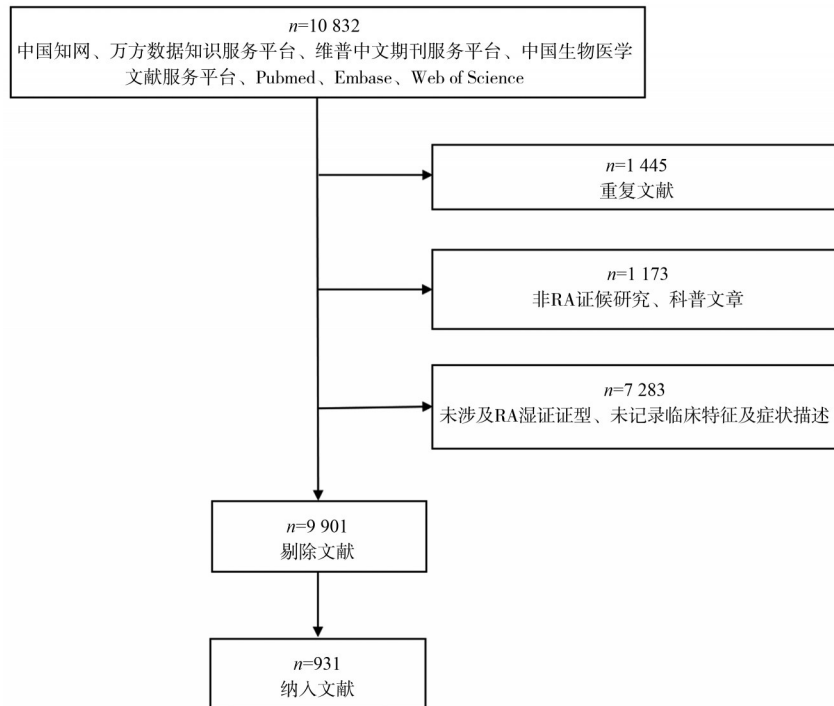 n=10 832
中国知网、万方数据知识服务平台、维普中文期刊服务平台、中国生物医学
文献服务平台、Pubmed、Embase、Web of Science
n=1 445
重复文献
n=1 173
非RA证候研究、科普文章
n=7 283
未涉及RA湿证证型、未记录临床特征及症状描述
n=9 901
剔除文献
n=931
纳入文献